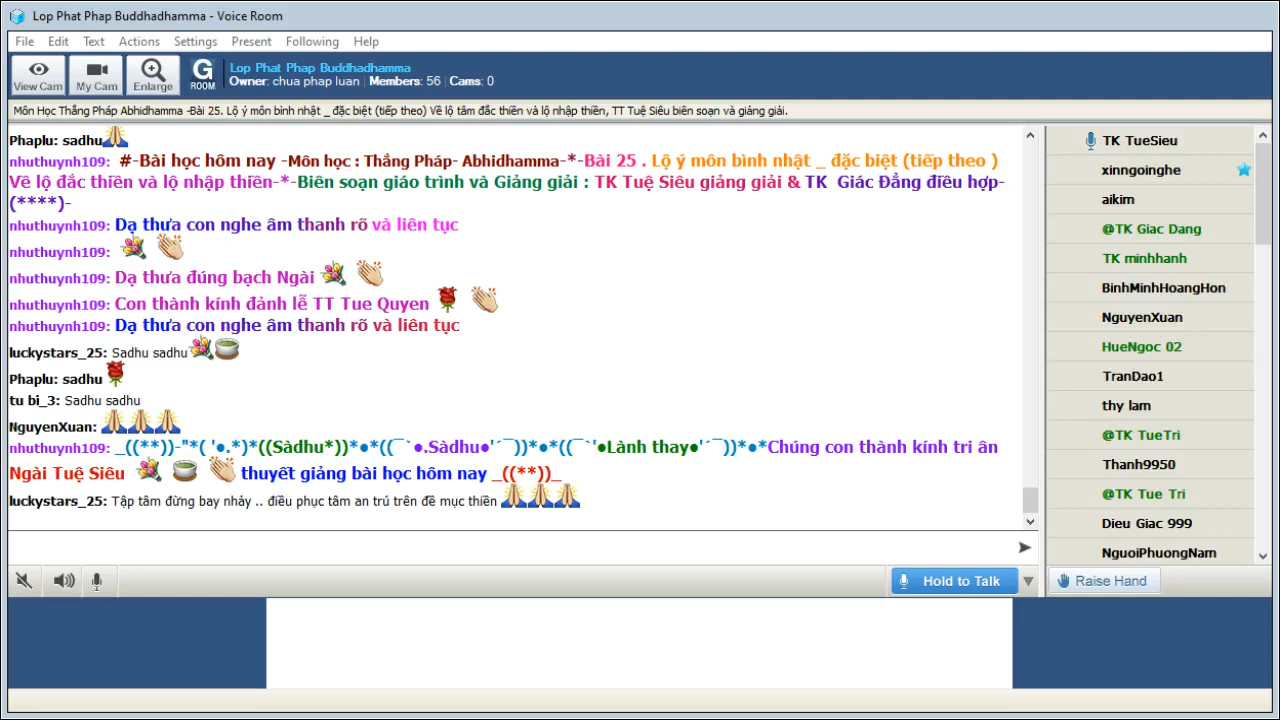 Lop Phat Phap Buddhadhamma - Voice Room
File Edit Text Actions Settings Present Following Help
View Cam My Cam Enlarge G ROOM
Lop Phat Phap Buddhadhamma
Owner: chua phap luan Members: 56 Cams: 0
Môn Học Thắng Pháp Abhidhamma -Bài 25. Lộ ý môn bình nhật _ đặc biệt (tiếp theo) Về lộ tâm đắc thiền và lộ nhập thiền, TT Tuệ Siêu biên soạn và giảng giải.
Phaplu: sadhu
nhuthuynh109: #-Bài học hôm nay -Môn học : Thắng Pháp- Abhidhamma-*-Bài 25 . Lộ ý môn bình nhật _ đặc biệt (tiếp theo )
Về lộ đắc thiền và lộ nhập thiền-*-Biên soạn giáo trình và Giảng giải : TK Tuệ Siêu giảng giải & TK Giác Đẳng điều hợp-
(****)-
nhuthuynh109: Dạ thưa con nghe âm thanh rõ và liên tục
nhuthuynh109:
nhuthuynh109: Dạ thưa đúng bạch Ngài
nhuthuynh109: Con thành kính đảnh lễ TT Tue Quyen
nhuthuynh109: Dạ thưa con nghe âm thanh rõ và liên tục
luckystars_25: Sadhu sadhu
Phaplu: sadhu
tu bi_3: Sadhu sadhu
NguyenXuan:
nhuthuynh109: _((**))-"*( '●.*)*((Sàdhu*))*●*((¯`●.Sàdhu●'´¯))*●*((¯`'●Lành thay●'´¯))*●*Chúng con thành kính tri ân
Ngài Tuệ Siêu thuyết giảng bài học hôm nay _((**))_
luckystars_25: Tập tâm đừng bay nhảy .. điều phục tâm an trú trên đề mục thiền
Hold to Talk
TK TueSieu
xinngoinghe
aikim
@TK Giac Dang
TK minhhanh
BinhMinhHoangHon
NguyenXuan
HueNgoc 02
TranDao1
thy lam
@TK TueTri
Thanh9950
@TK Tue Tri
Dieu Giac 999
NguoiPhuongNam
Raise Hand